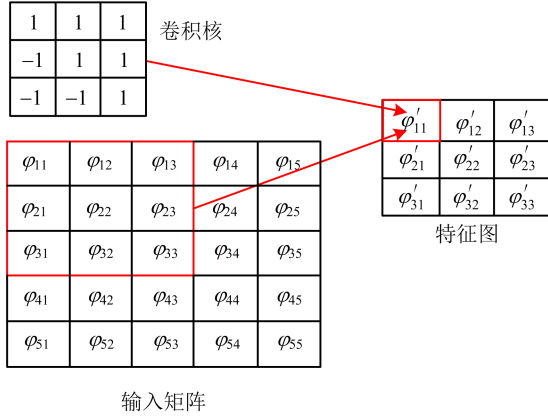 1 1 1
−1 1 1
−1 −1 1
卷积核
φ′11 φ′12 φ′13
φ′21 φ′22 φ′23
φ′31 φ′32 φ′33
特征图
φ11 φ12 φ13 φ14 φ15
φ21 φ22 φ23 φ24 φ25
φ31 φ32 φ33 φ34 φ35
φ41 φ42 φ43 φ44 φ45
φ51 φ52 φ53 φ54 φ55
输入矩阵